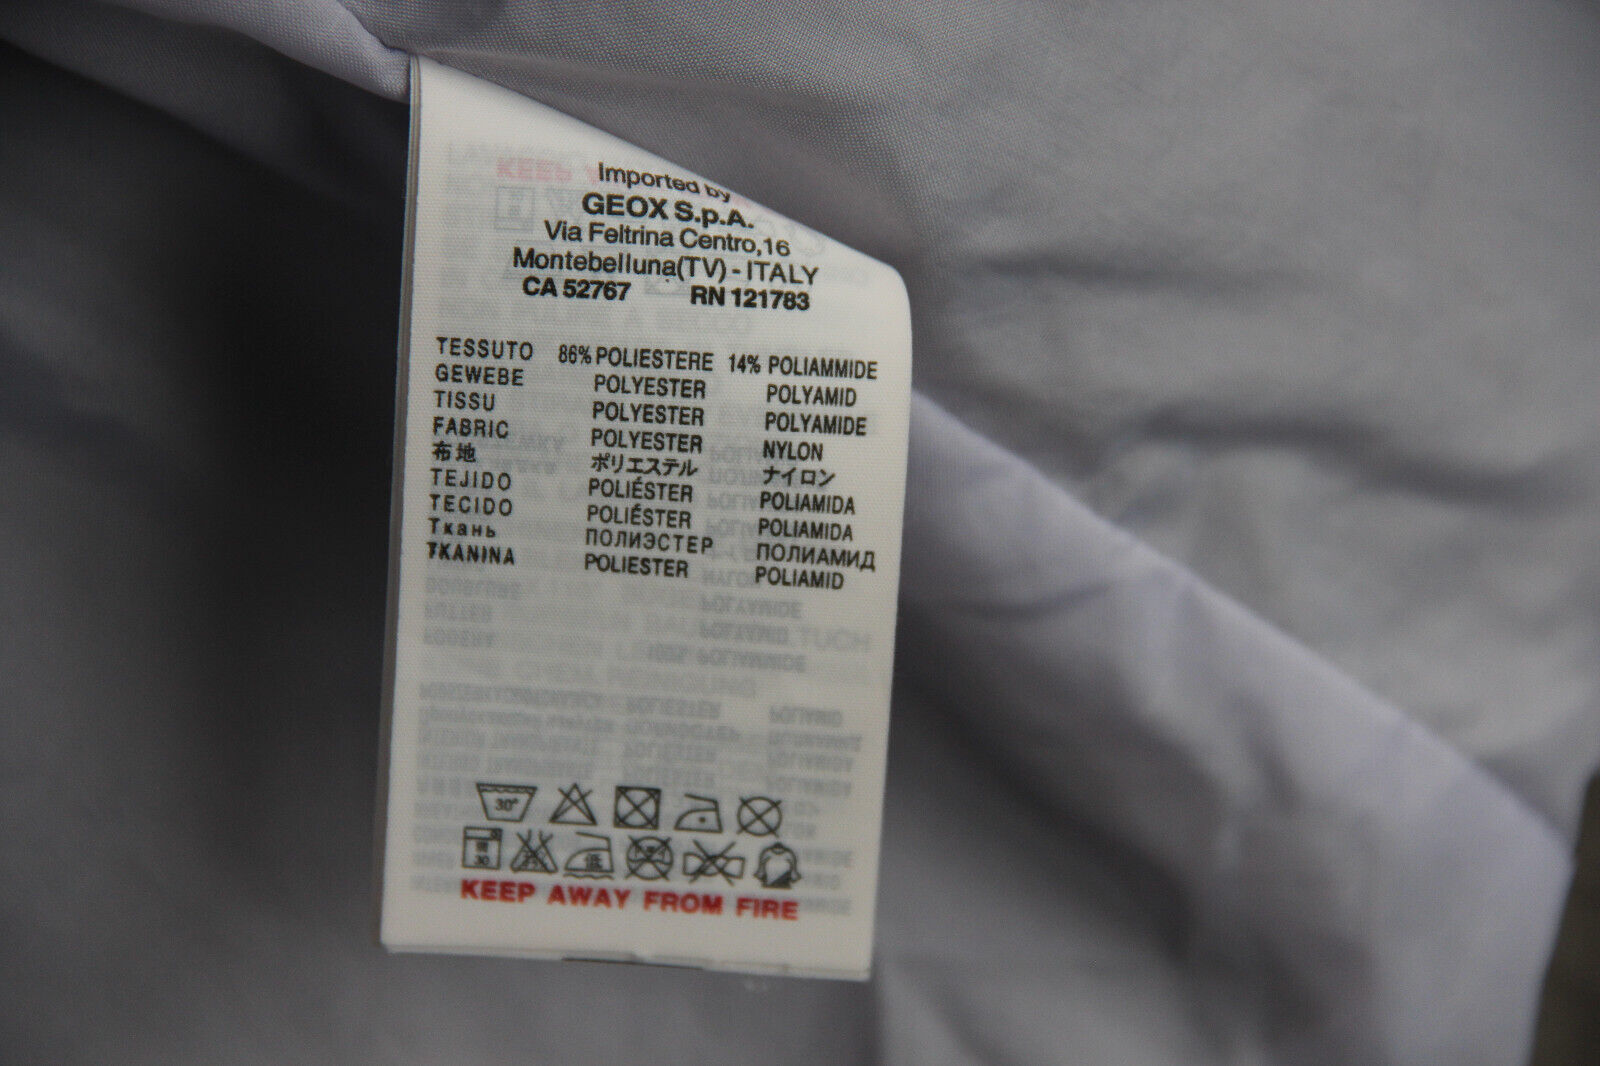 Imported by
GEOX S.p.A.
Via Feltrina Centro,16
Montebelluna(TV) - ITALY
CA 52767 RN 121783
TESSUTO 86% POLIESTERE 14% POLIAMMIDE
GEWEBE POLYESTER POLYAMID
TISSU POLYESTER POLYAMIDE
FABRIC POLYESTER NYLON
布地 ポリエステル ナイロン
TEJIDO POLIÉSTER POLIAMIDA
TECIDO POLIÉSTER POLIAMIDA
Ткань ПОЛИЭСТЕР ПОЛИАМИД
TKANINA POLIESTER POLIAMID
30°
30
低
KEEP AWAY FROM FIRE